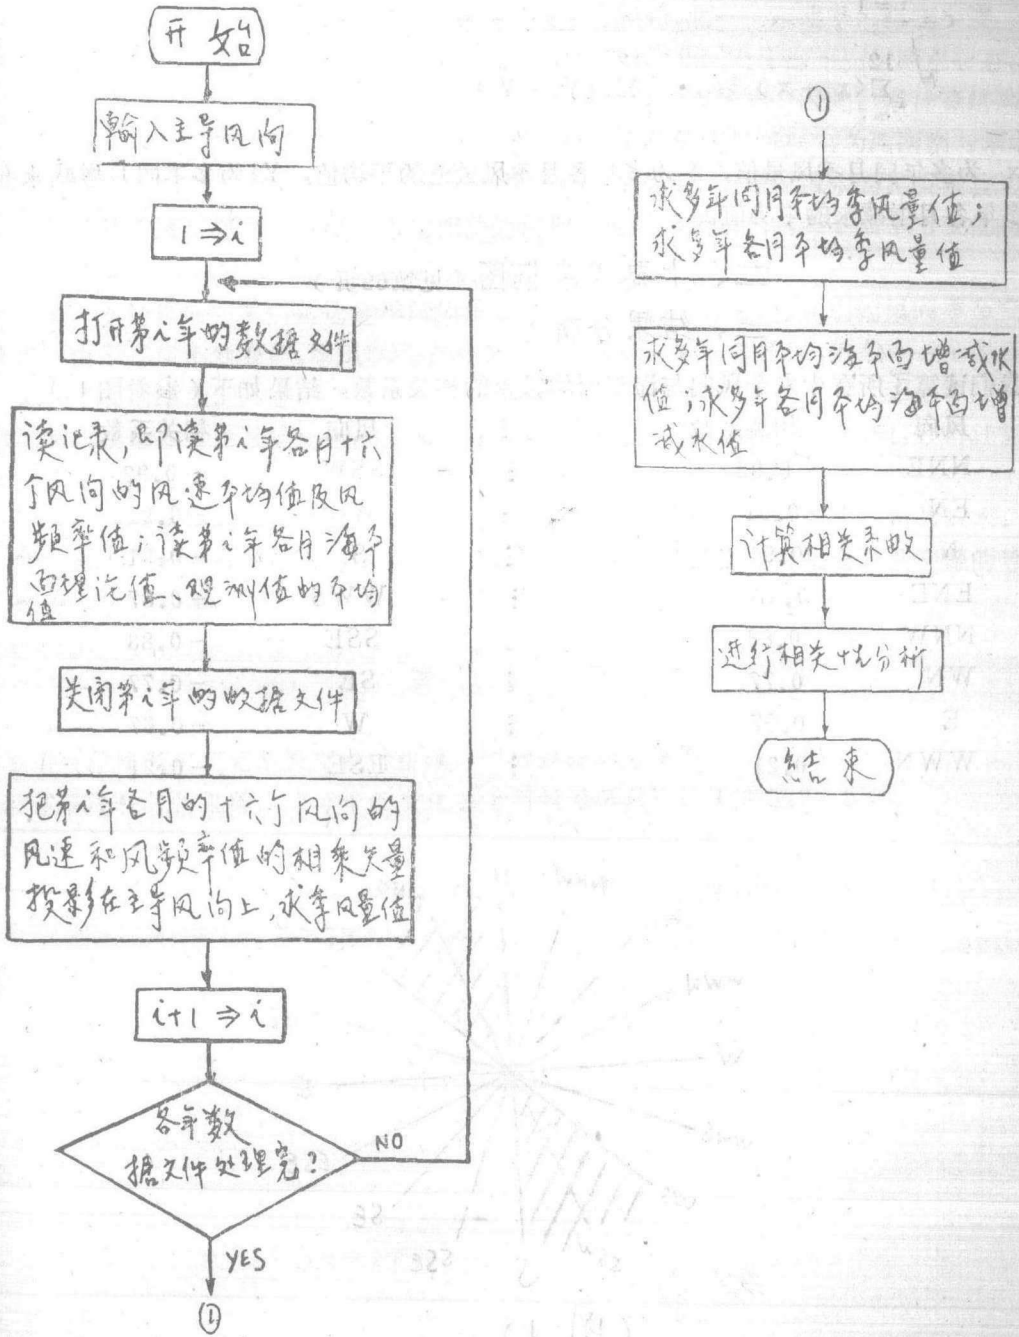 开始
输入主导风向
1⇒i
打开第i年的数据文件
读记录,即读第i年各月十六
个风向的风速平均值及风
频率值;读第i年各月海平
面理论值、观测值的平均
值
关闭第i年的数据文件
把第i年各月的十六个风向的
风速和风频率值的相乘矢量
投影在主导风向上,求季风量值
i+1⇒i
各年数
据文件处理完?
NO
YES
①
①
求多年同月平均季风量值;
求多年各月平均季风量值
求多年同月平均海平面增减水
值;求多年各月平均海平面增
减水值
计算相关系数
进行相关性分析
结束